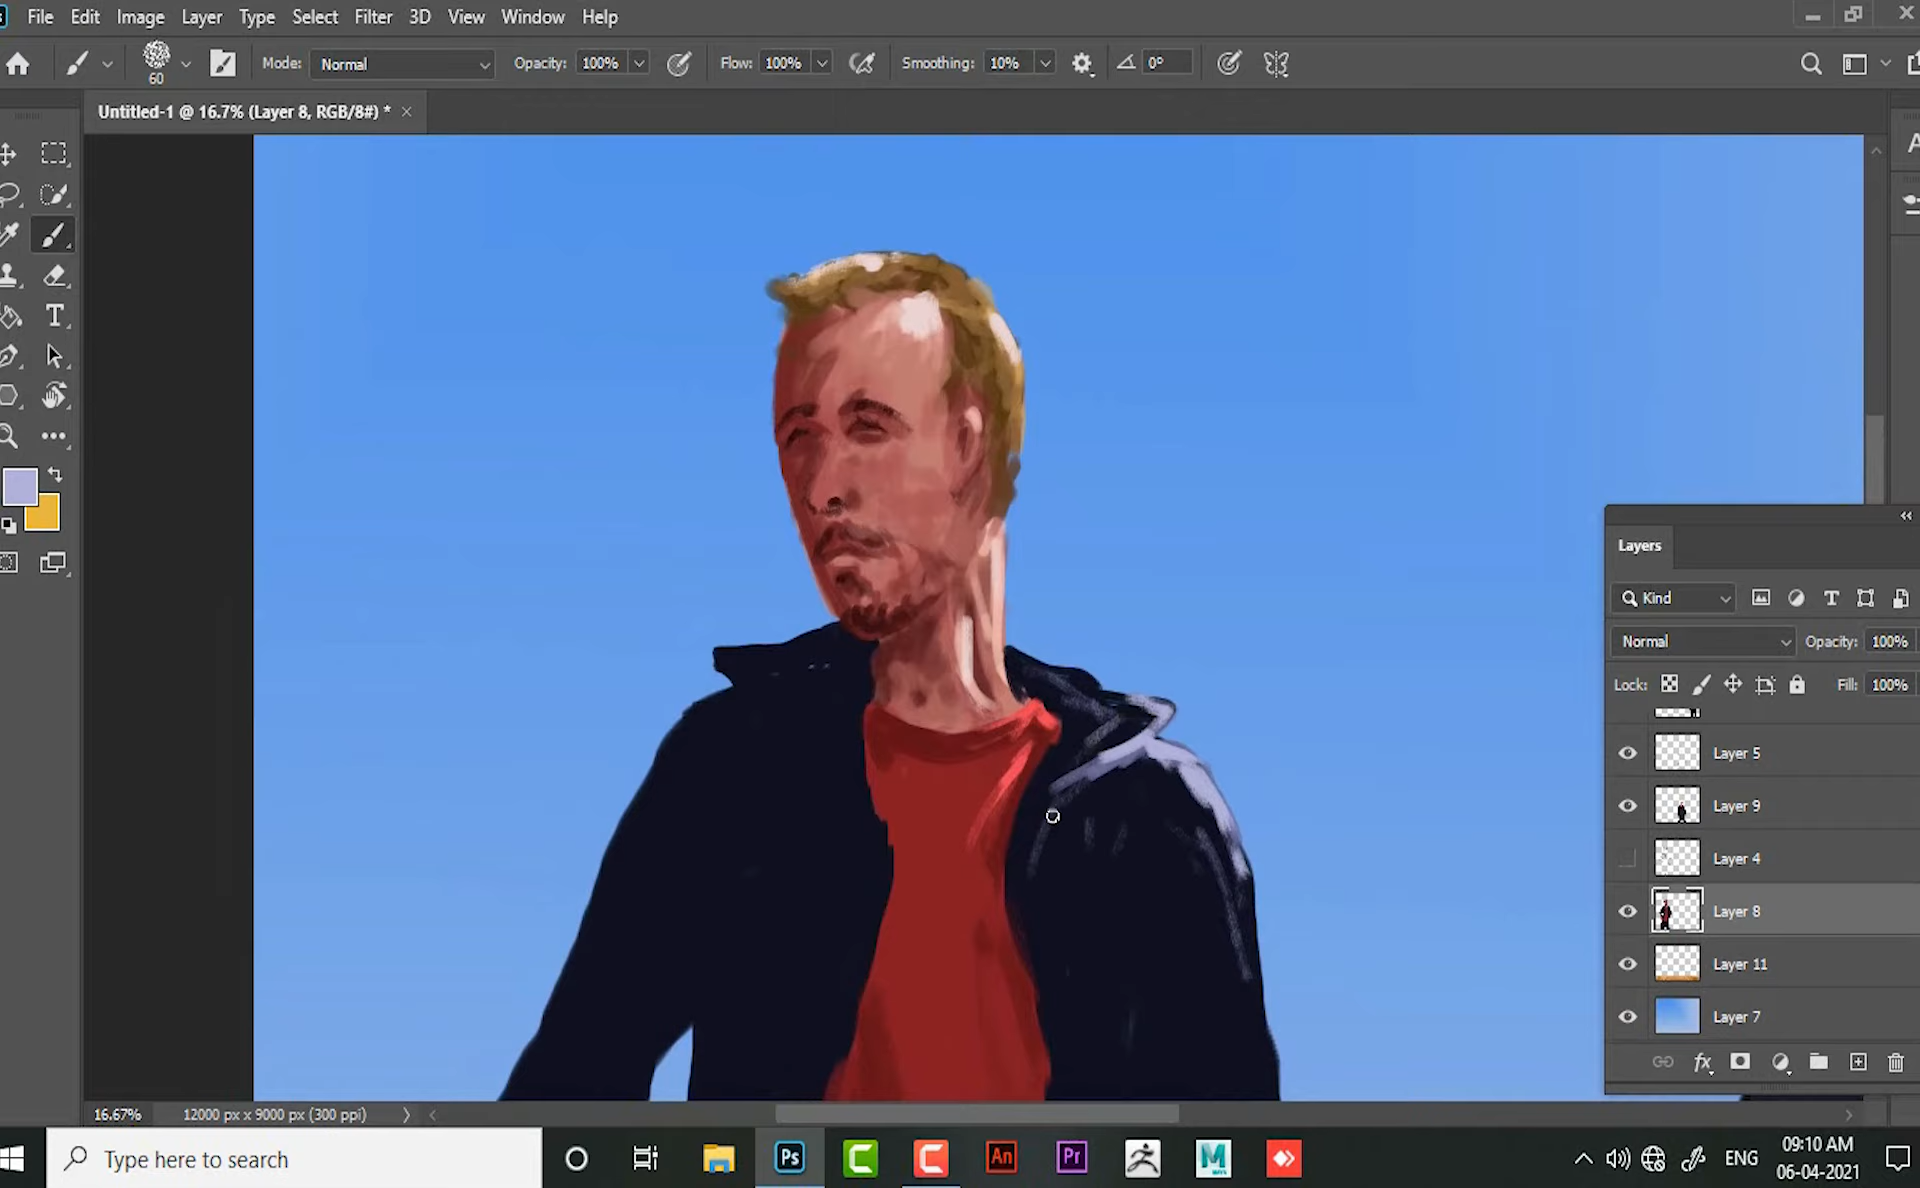 File Edit Image Layer Type Select Filter 3D View Window Help
60 Mode: Normal Opacity: 100% Flow: 100% Smoothing: 10% 0°
Untitled-1 @ 16.7% (Layer 8, RGB/8#) * ×
Layers
Kind
Normal Opacity: 100%
Lock: Fill: 100%
Layer 5
Layer 9
Layer 4
Layer 8
Layer 11
fx
Layer 7
16.67% 12000 px x 9000 px (300 ppi)
Type here to search Ps An Pr M ENG 09:10 AM
06-04-2021